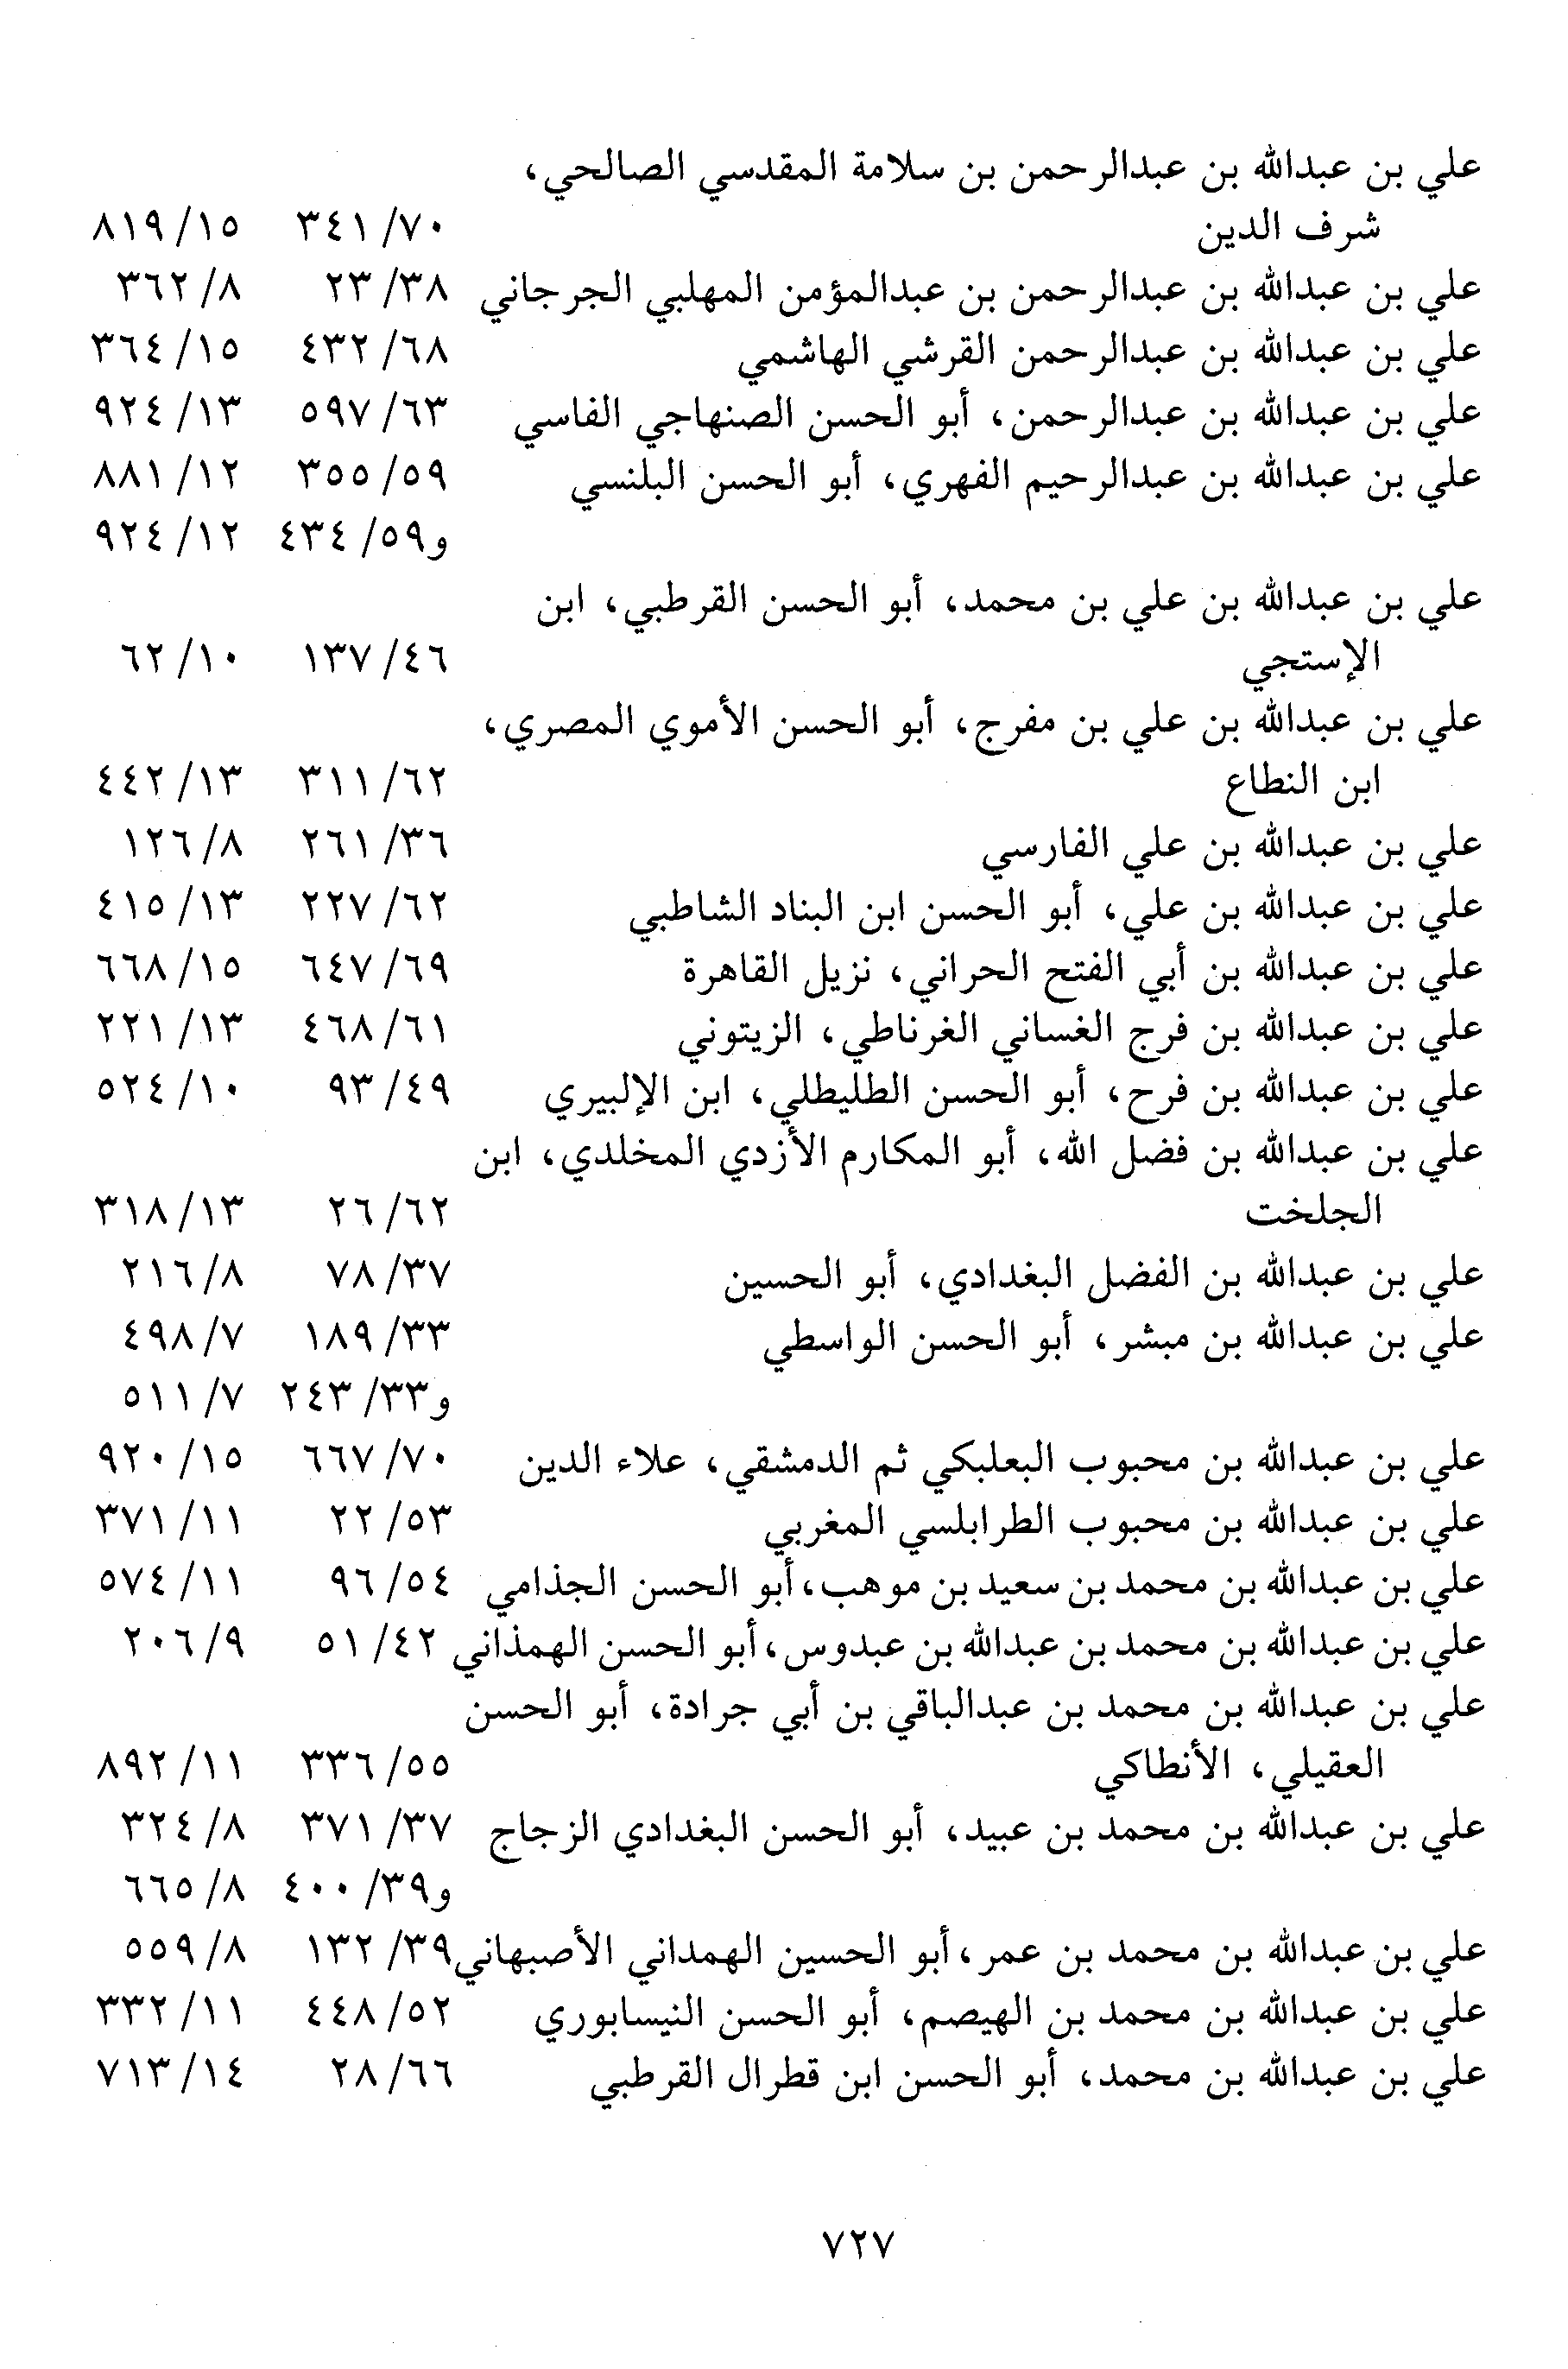 علي بن عبدالله بن عبدالرحمن بن سلامة المقدسي الصالحي،
شرف الدين ٧٠/ ٣٤١ ١٥/ ٨١٩
علي بن عبدالله بن عبدالرحمن بن عبدالمؤمن المهلبي الجرجاني ٣٨/ ٢٣ ٨/ ٣٦٢
علي بن عبدالله بن عبدالرحمن القرشي الهاشمي ٦٨/ ٤٣٢ ١٥/ ٣٦٤
علي بن عبدالله بن عبدالرحمن، أبو الحسن الصنهاجي الفاسي ٦٣/ ٥٩٧ ١٣/ ٩٢٤
علي بن عبدالله بن عبدالرحيم الفهري، أبو الحسن البلنسي ٥٩/ ٣٥٥ ١٢/ ٨٨١
و٥٩/ ٤٣٤ ١٢/ ٩٢٤
علي بن عبدالله بن علي بن محمد، أبو الحسن القرطبي، ابن
الإستجي ٤٦/ ١٣٧ ١٠/ ٦٢
علي بن عبدالله بن علي بن مفرج، أبو الحسن الأموي المصري،
ابن النطاع ٦٢/ ٣١١ ١٣/ ٤٤٢
علي بن عبدالله بن علي الفارسي ٣٦/ ٢٦١ ٨/ ١٢٦
علي بن عبدالله بن علي، أبو الحسن ابن البناد الشاطبي ٦٢/ ٢٢٧ ١٣/ ٤١٥
علي بن عبدالله بن أبي الفتح الحراني، نزيل القاهرة ٦٩/ ٦٤٧ ١٥/ ٦٦٨
علي بن عبدالله بن فرج الغساني الغرناطي، الزيتوني ٦١/ ٤٦٨ ١٣/ ٢٢١
علي بن عبدالله بن فرح، أبو الحسن الطليطلي، ابن الإلبيري ٤٩/ ٩٣ ١٠/ ٥٢٤
علي بن عبدالله بن فضل الله، أبو المكارم الأزدي المخلدي، ابن
الجلخت ٦٢/ ٢٦ ١٣/ ٣١٨
علي بن عبدالله بن الفضل البغدادي، أبو الحسين ٣٧/ ٧٨ ٨/ ٢١٦
علي بن عبدالله بن مبشر، أبو الحسن الواسطي ٣٣/ ١٨٩ ٧/ ٤٩٨
و٣٣/ ٢٤٣ ٧/ ٥١١
علي بن عبدالله بن محبوب البعلبكي ثم الدمشقي، علاء الدين ٧٠/ ٦٦٧ ١٥/ ٩٢٠
علي بن عبدالله بن محبوب الطرابلسي المغربي ٥٣/ ٢٢ ١١/ ٣٧١
علي بن عبدالله بن محمد بن سعيد بن موهب، أبو الحسن الجذامي ٥٤/ ٩٦ ١١/ ٥٧٤
علي بن عبدالله بن محمد بن عبدالله بن عبدوس، أبو الحسن الهمذاني ٤٢/ ٥١ ٩/ ٢٠٦
علي بن عبدالله بن محمد بن عبدالباقي بن أبي جرادة، أبو الحسن
العقيلي، الأنطاكي ٥٥/ ٣٣٦ ١١/ ٨٩٢
علي بن عبدالله بن محمد بن عبيد، أبو الحسن البغدادي الزجاج ٣٧/ ٣٧١ ٨/ ٣٢٤
و٣٩/ ٤٠٠ ٨/ ٦٦٥
علي بن عبدالله بن محمد بن عمر، أبو الحسين الهمداني الأصبهاني ٣٩/ ١٣٢ ٨/ ٥٥٩
علي بن عبدالله بن محمد بن الهيصم، أبو الحسن النيسابوري ٥٢/ ٤٤٨ ١١/ ٣٣٢
علي بن عبدالله بن محمد، أبو الحسن ابن قطرال القرطبي ٦٦/ ٢٨ ١٤/ ٧١٣
٧٢٧